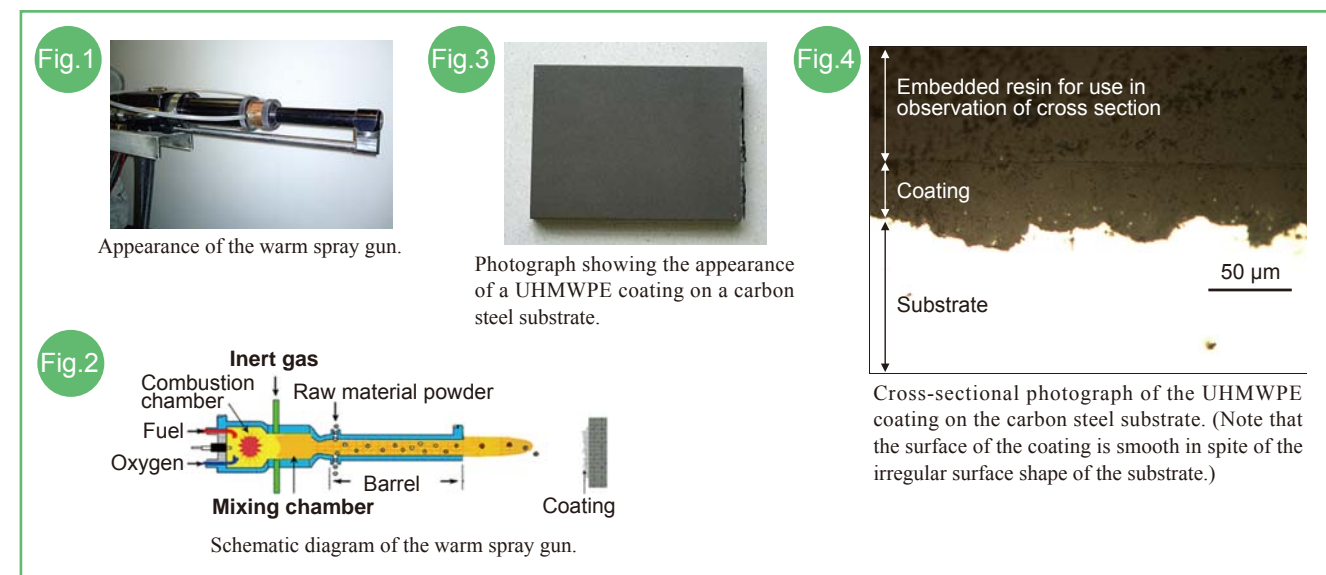 Fig.1
Appearance of the warm spray gun.
Fig.2
Inert gas
Combustion
chamber
Raw material powder
Fuel
Oxygen
Barrel
Mixing chamber
Coating
Schematic diagram of the warm spray gun.
Fig.3
Photograph showing the appearance
of a UHMWPE coating on a carbon
steel substrate.
Fig.4
Embedded resin for use in
observation of cross section
Coating
50 µm
Substrate
Cross-sectional photograph of the UHMWPE
coating on the carbon steel substrate. (Note that
the surface of the coating is smooth in spite of the
irregular surface shape of the substrate.)